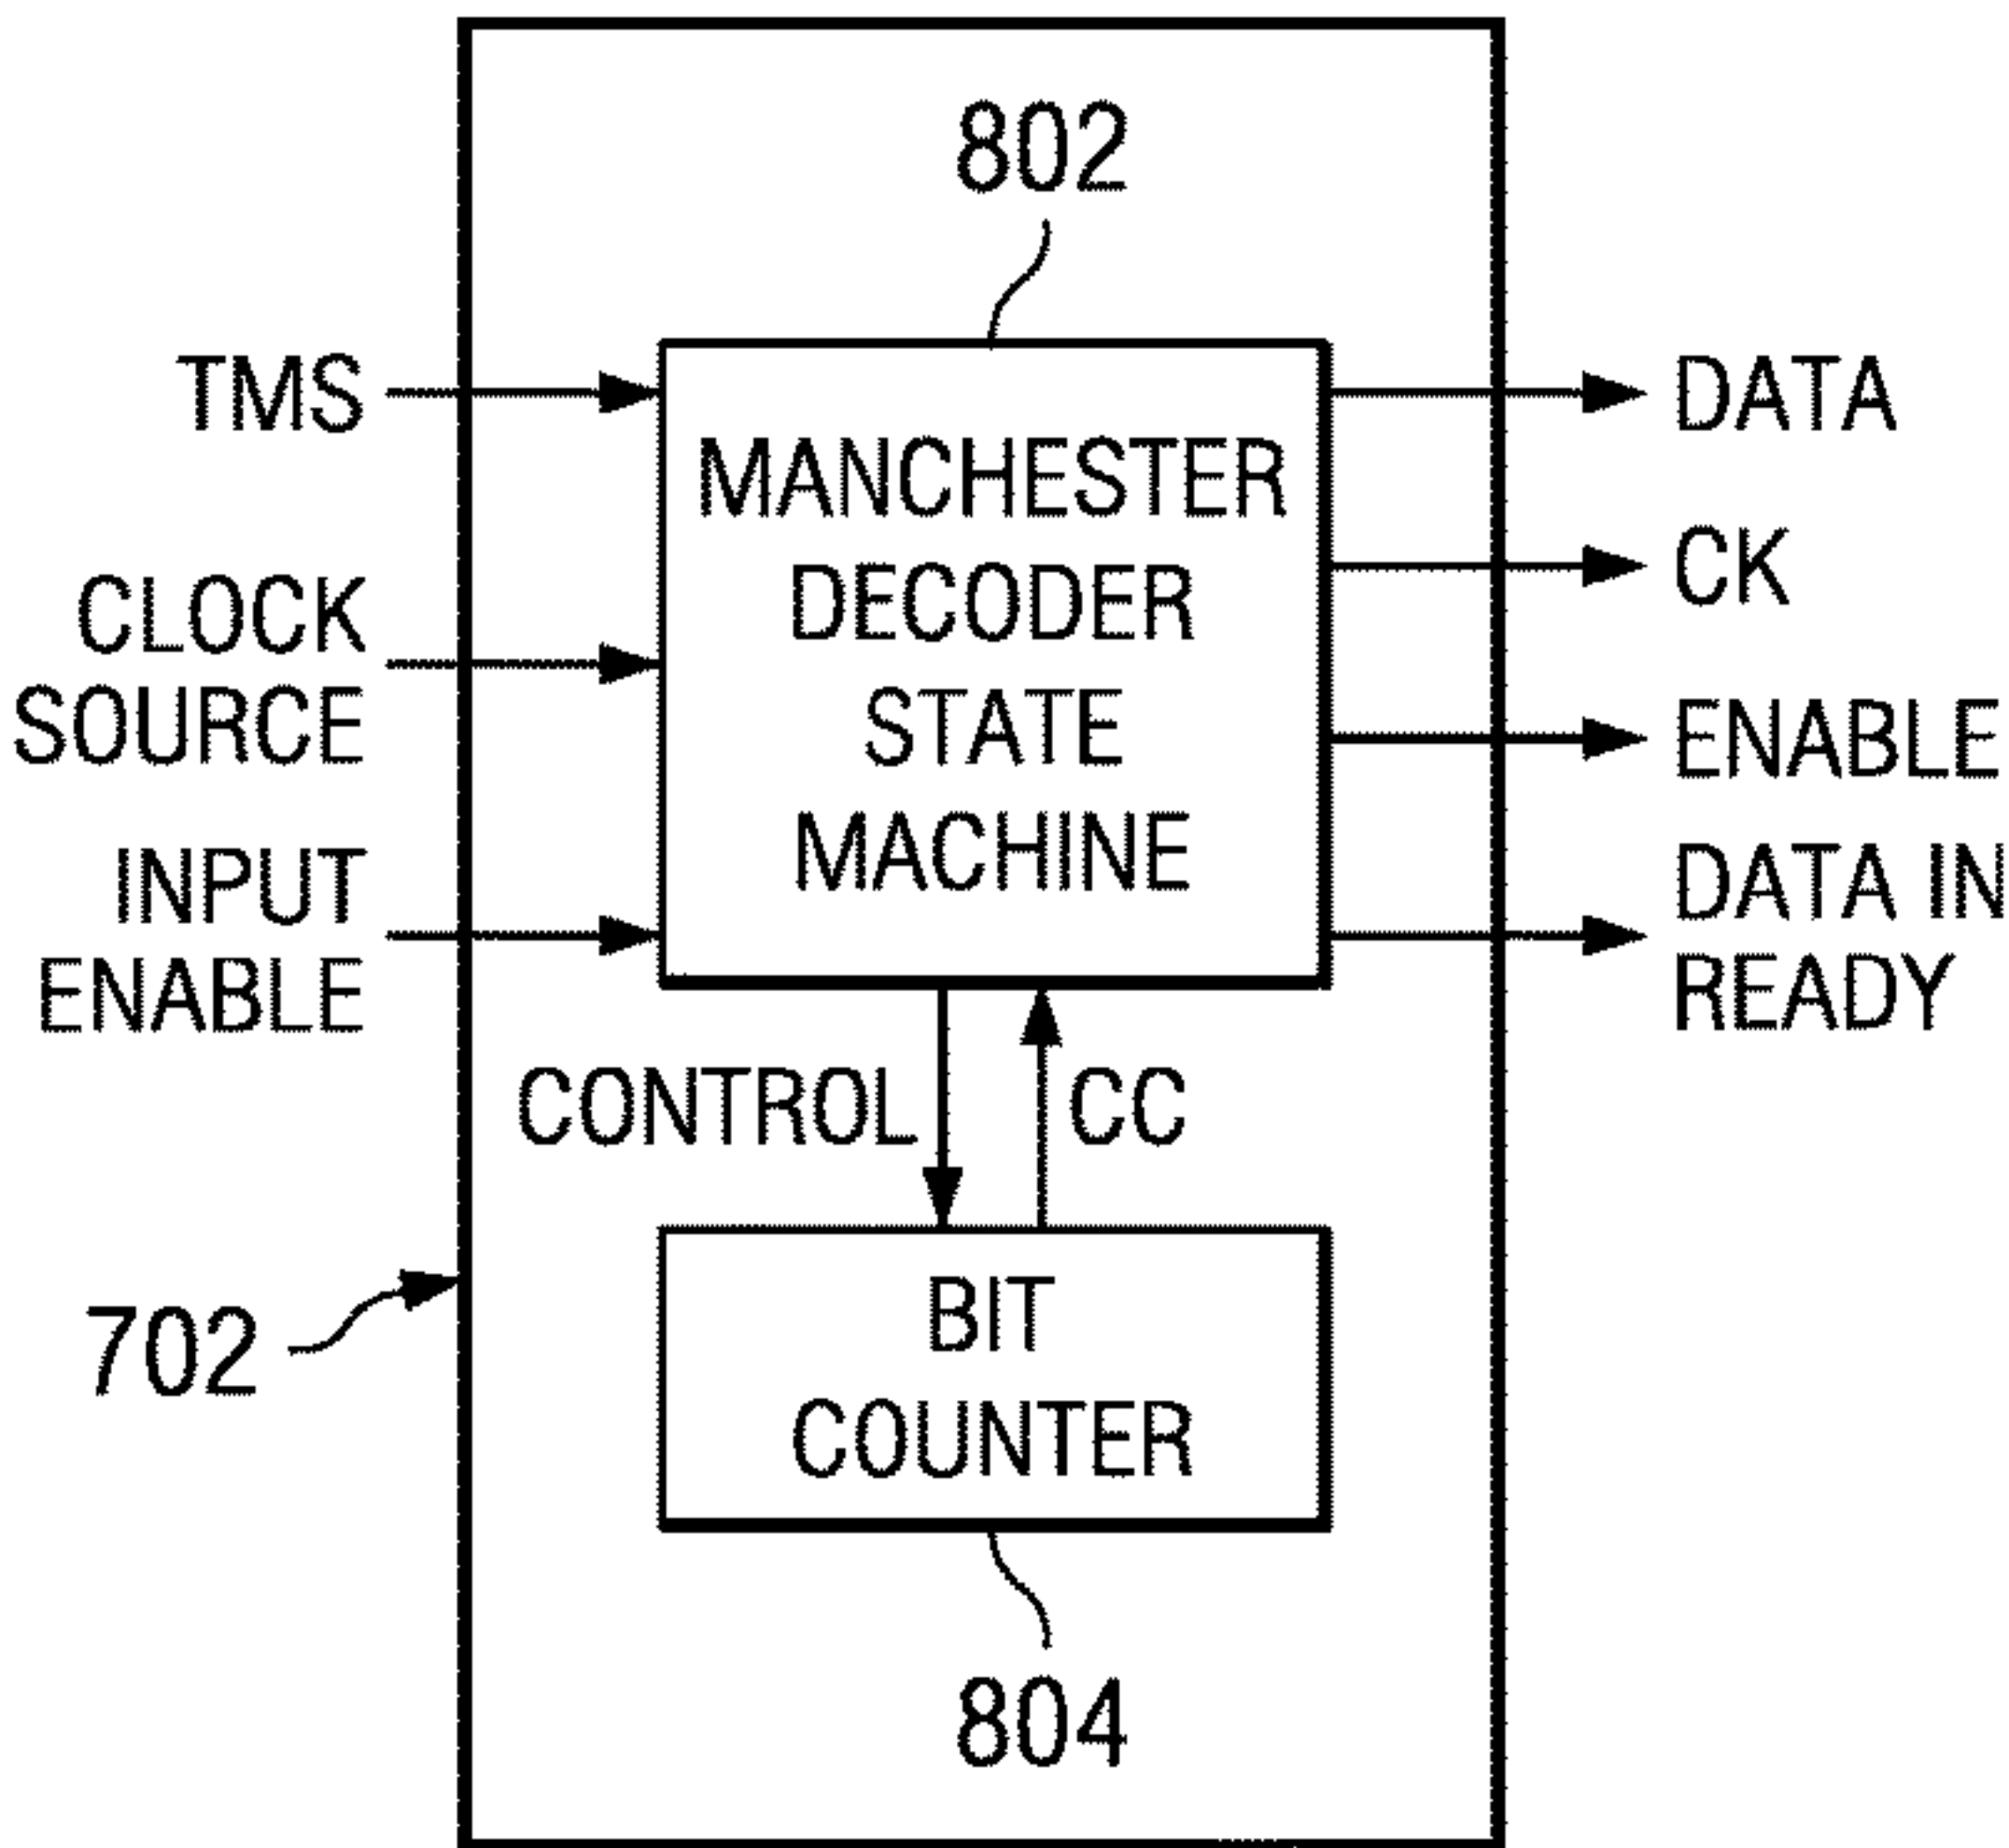 802
TMS
CLOCK
SOURCE
INPUT
ENABLE
MANCHESTER
DECODER
STATE
MACHINE
DATA
CK
ENABLE
DATA IN
READY
CONTROL
CC
702
BIT
COUNTER
804